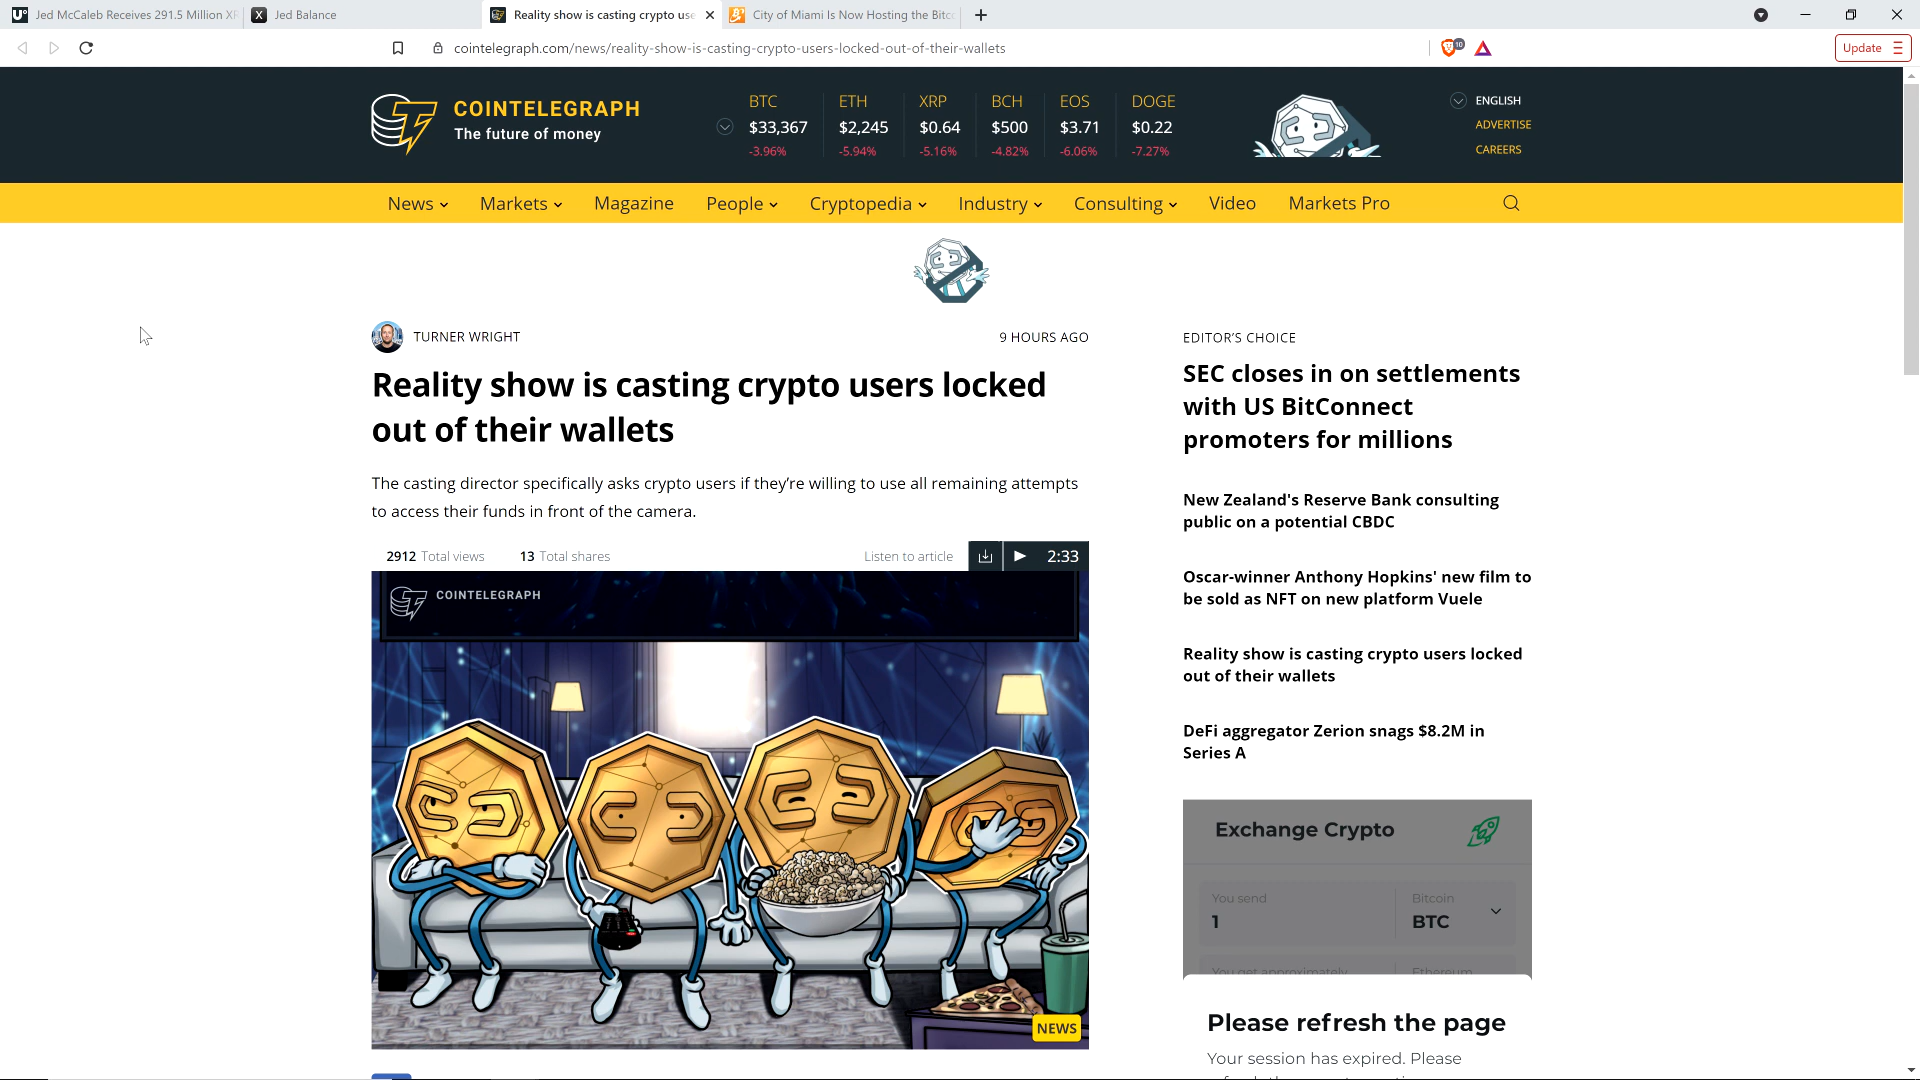 Jed McCaleb Receives 291.5 Million XR
Jed Balance
Reality show is casting crypto use
City of Miami Is Now Hosting the Bitc
cointelegraph.com/news/reality-show-is-casting-crypto-users-locked-out-of-their-wallets
10
Update
COINTELEGRAPH
The future of money
BTC ETH XRP BCH EOS DOGE
$33,367 $2,245 $0.64 $500 $3.71 $0.22
-3.96% -5.94% -5.16% -4.82% -6.06% -7.27%
ENGLISH
ADVERTISE
CAREERS
News Markets Magazine People Cryptopedia Industry Consulting Video Markets Pro
TURNER WRIGHT
9 HOURS AGO
Reality show is casting crypto users locked
out of their wallets
The casting director specifically asks crypto users if they’re willing to use all remaining attempts
to access their funds in front of the camera.
2912 Total views 13 Total shares
Listen to article 2:33
COINTELEGRAPH
NEWS
EDITOR’S CHOICE
SEC closes in on settlements
with US BitConnect
promoters for millions
New Zealand's Reserve Bank consulting
public on a potential CBDC
Oscar-winner Anthony Hopkins' new film to
be sold as NFT on new platform Vuele
Reality show is casting crypto users locked
out of their wallets
DeFi aggregator Zerion snags $8.2M in
Series A
Exchange Crypto
You send Bitcoin
1 BTC
You get approximately Ethereum
Please refresh the page
Your session has expired. Please